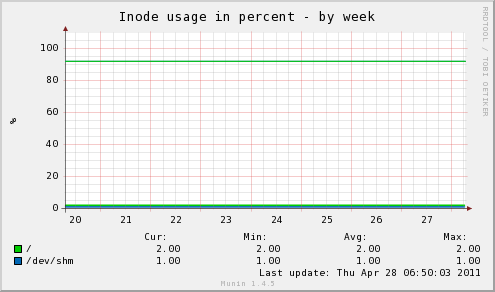 Inode usage in percent - by week
RRDTOOL / TOBI OETIKER
%
100
80
60
40
20
0
20 21 22 23 24 25 26 27
Cur: Min: Avg: Max:
/ 2.00 2.00 2.00 2.00
/dev/shm 1.00 1.00 1.00 1.00
Last update: Thu Apr 28 06:50:03 2011
Munin 1.4.5